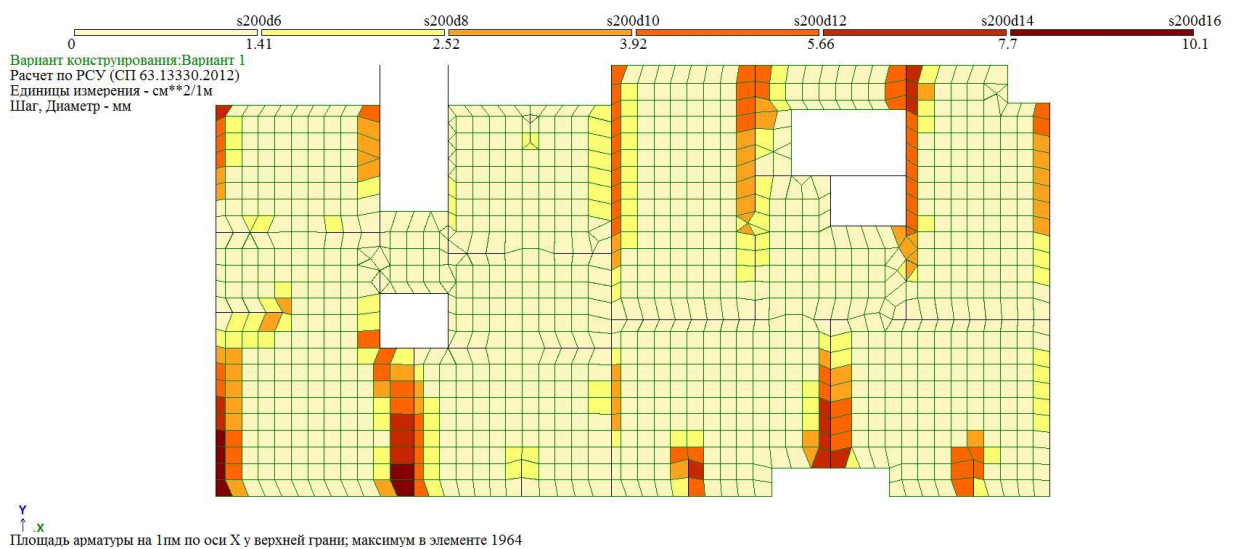 s200d6 s200d8 s200d10 s200d12 s200d14 s200d16
0 1.41 2.52 3.92 5.66 7.7 10.1
Вариант конструирования:Вариант 1
Расчет по РСУ (СП 63.13330.2012)
Единицы измерения - см**2/1м
Шаг, Диаметр - мм
Y
X
Площадь арматуры на 1пм по оси X у верхней грани; максимум в элементе 1964